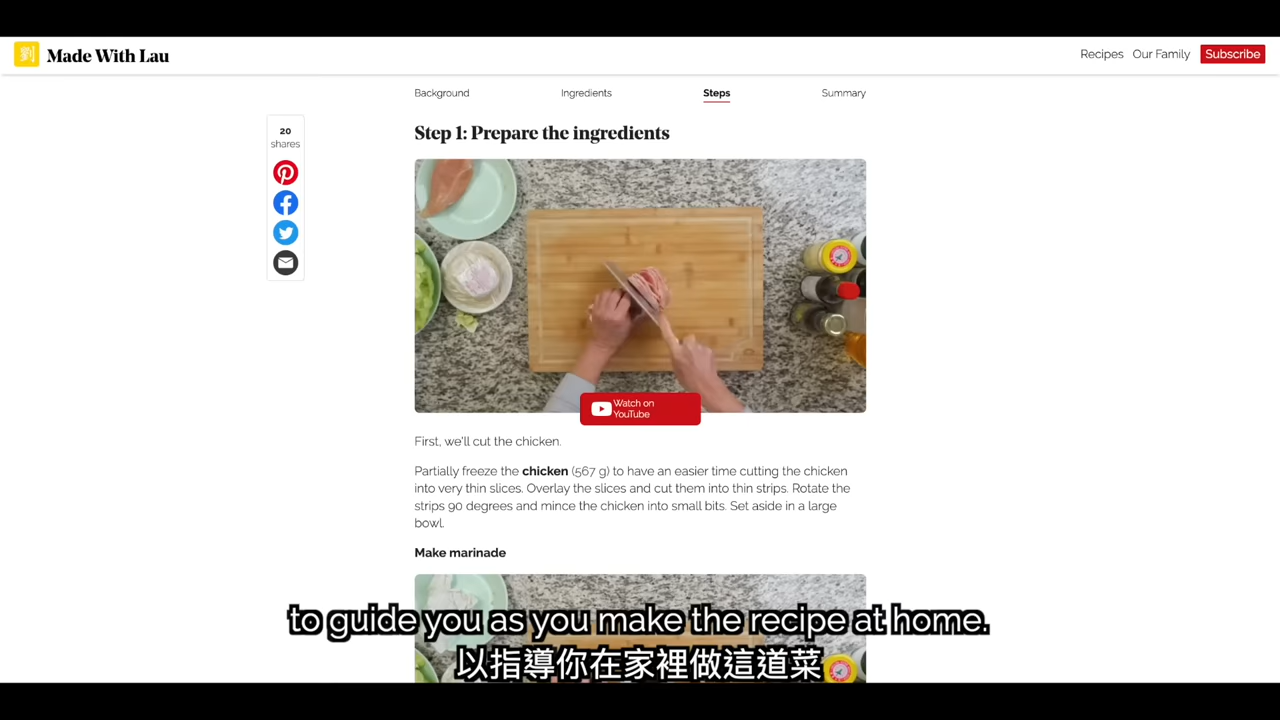 劉 Made With Lau
Recipes Our Family Subscribe
Background Ingredients Steps Summary
20
shares
Step 1: Prepare the ingredients
Watch on
YouTube
First, we'll cut the chicken.
Partially freeze the chicken (567 g) to have an easier time cutting the chicken
into very thin slices. Overlay the slices and cut them into thin strips. Rotate the
strips 90 degrees and mince the chicken into small bits. Set aside in a large
bowl.
Make marinade
to guide you as you make the recipe at home.
以指導你在家裡做這道菜